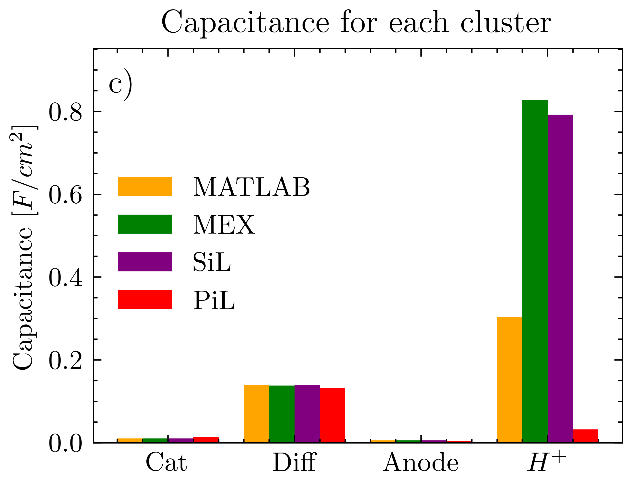 Capacitance for each cluster
c)
Capacitance [F/cm²]
0.8
0.6
0.4
0.2
0.0
MATLAB
MEX
SiL
PiL
Cat Diff Anode H⁺